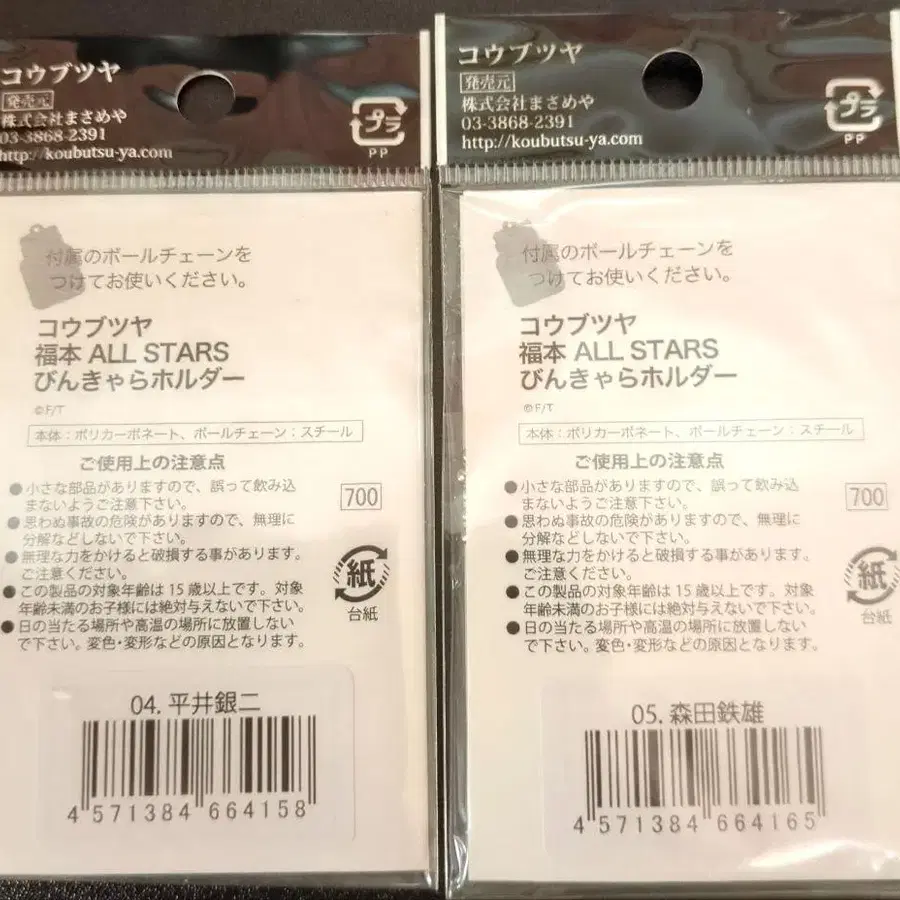 コウブツヤ
発売元
株式会社まさめや
03-3868-2391
http://koubutsu-ya.com
プラ
PP
付属のボールチェーンを
つけてお使いください。
コウブツヤ
福本 ALL STARS
びんきゃらホルダー
©F/T
本体：ポリカーボネート、ボールチェーン：スチール
ご使用上の注意点
●小さな部品がありますので、誤って飲み込
まないようご注意下さい。
●思わぬ事故の危険がありますので、無理に
分解などしないで下さい。
●無理な力をかけると破損する事があります。
ご注意ください。
●この製品の対象年齢は15歳以上です。対象
年齢未満のお子様には絶対与えないで下さい。
●日の当たる場所や高温の場所に放置しない
で下さい。変色・変形などの原因となります。
700
紙
台紙
04. 平井銀二
4 571384 664158
コウブツヤ
発売元
株式会社まさめや
03-3868-2391
http://koubutsu-ya.com
プラ
PP
付属のボールチェーンを
つけてお使いください。
コウブツヤ
福本 ALL STARS
びんきゃらホルダー
©F/T
本体：ポリカーボネート、ボールチェーン：スチール
ご使用上の注意点
●小さな部品がありますので、誤って飲み込
まないようご注意下さい。
●思わぬ事故の危険がありますので、無理に
分解などしないで下さい。
●無理な力をかけると破損する事があります。
ご注意ください。
●この製品の対象年齢は15歳以上です。対象
年齢未満のお子様には絶対与えないで下さい。
●日の当たる場所や高温の場所に放置しない
で下さい。変色・変形などの原因となります。
700
紙
台紙
05. 森田鉄雄
4 571384 664165